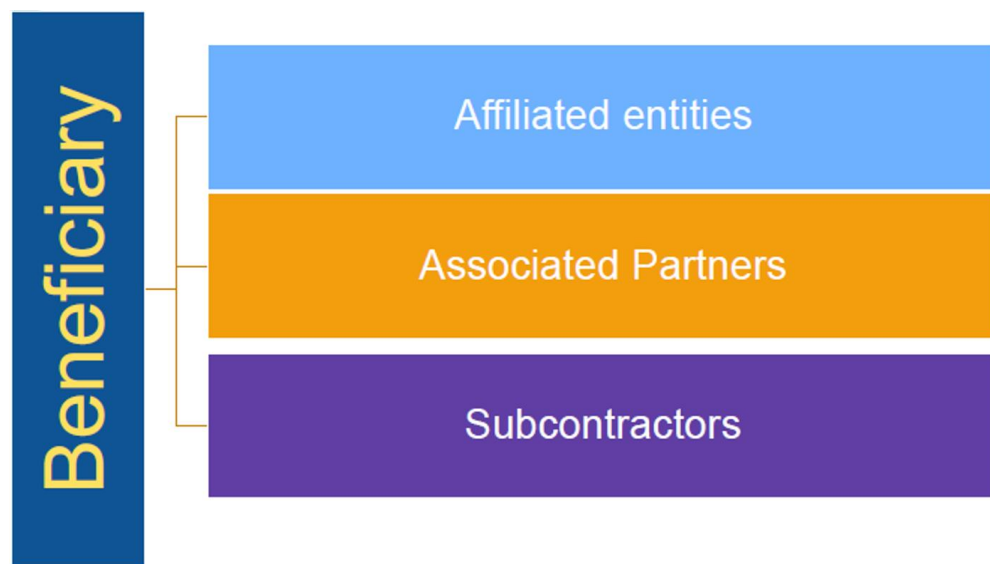 Beneficiary
Affiliated entities
Associated Partners
Subcontractors